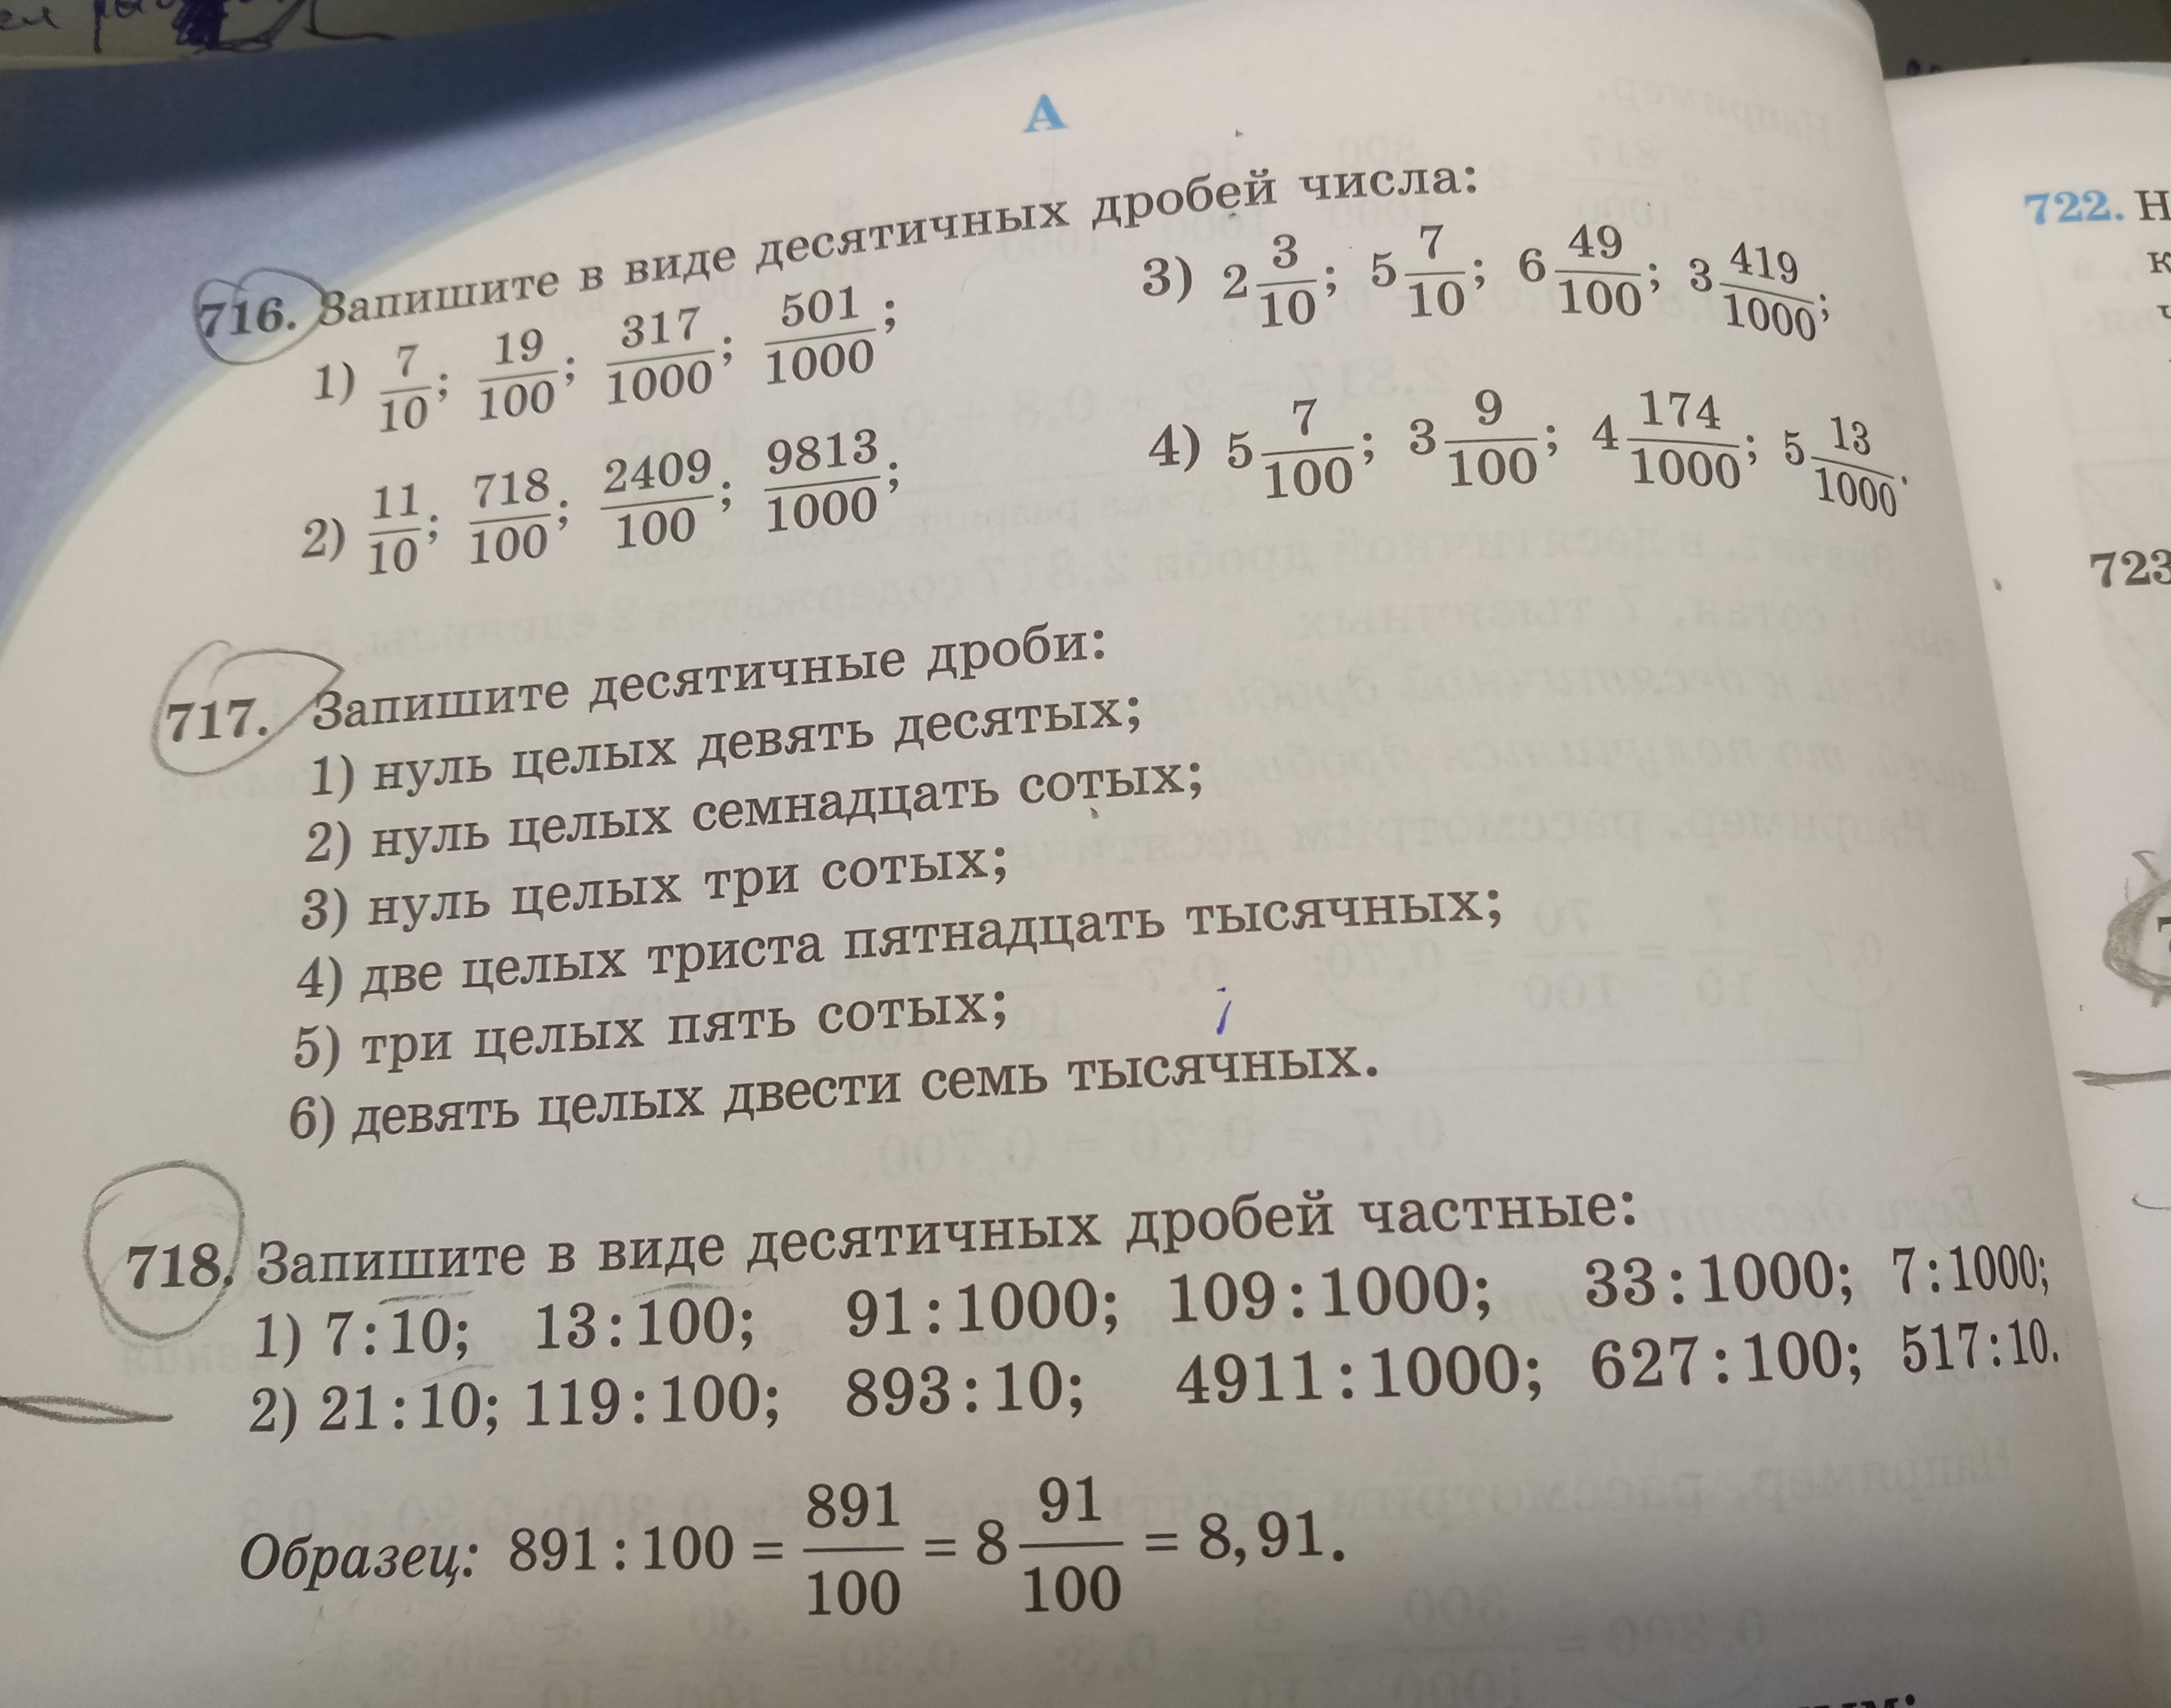 А
716. Запишите в виде десятичных дробей числа:
1) 7/10; 19/100; 317/1000; 501/1000;
3) 2 3/10; 5 7/10; 6 49/100; 3 419/1000;
2) 11/10; 718/100; 2409/100; 9813/1000;
4) 5 7/100; 3 9/100; 4 174/1000; 5 13/1000.
717. Запишите десятичные дроби:
1) нуль целых девять десятых;
2) нуль целых семнадцать сотых;
3) нуль целых три сотых;
4) две целых триста пятнадцать тысячных;
5) три целых пять сотых;
6) девять целых двести семь тысячных.
718. Запишите в виде десятичных дробей частные:
1) 7:10; 13:100; 91:1000; 109:1000; 33:1000; 7:1000;
2) 21:10; 119:100; 893:10; 4911:1000; 627:100; 517:10.
Образец: 891:100 = 891/100 = 8 91/100 = 8,91.
722. Н
к
723